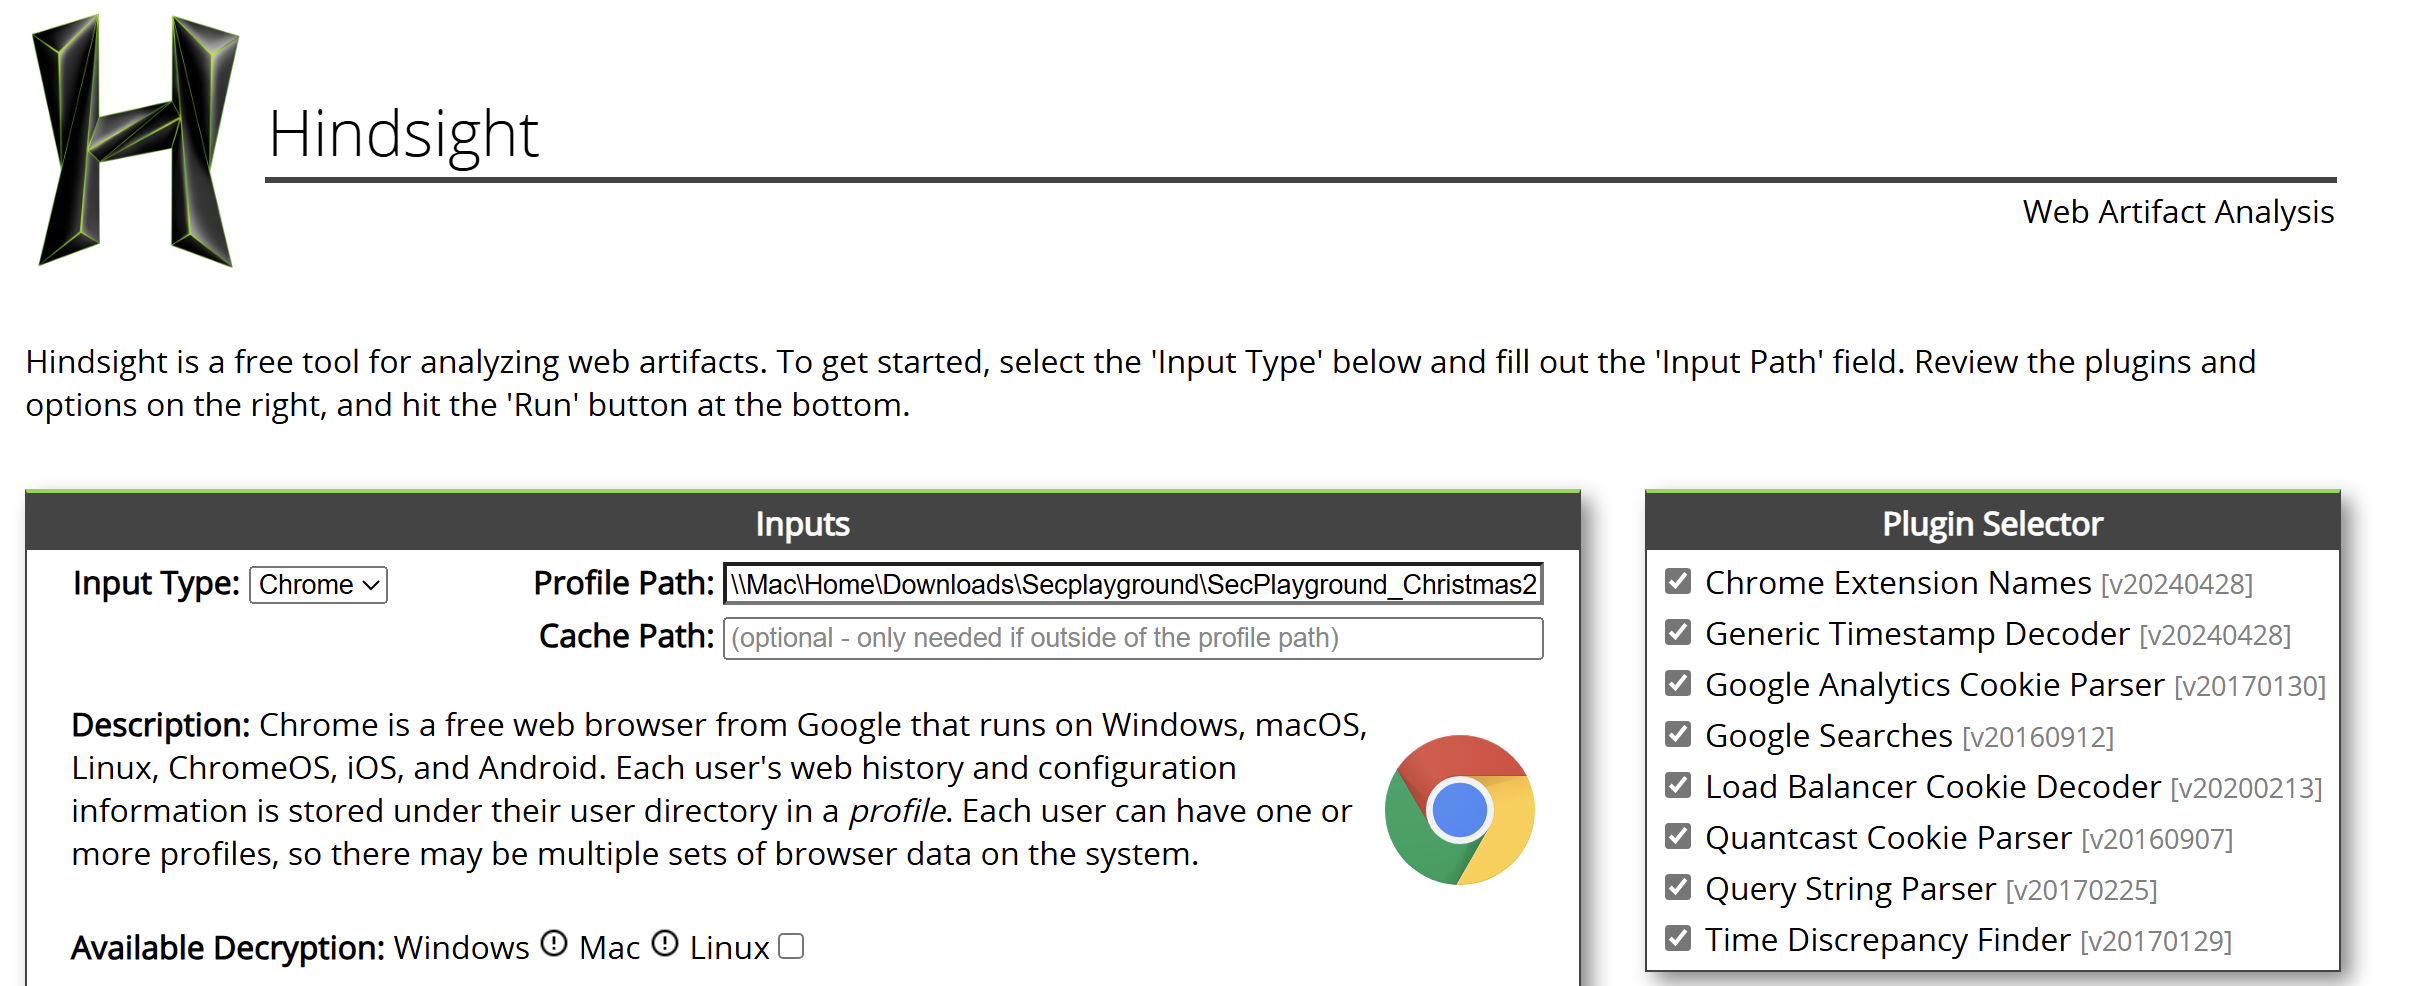 Hindsight
Web Artifact Analysis
Hindsight is a free tool for analyzing web artifacts. To get started, select the 'Input Type' below and fill out the 'Input Path' field. Review the plugins and
options on the right, and hit the 'Run' button at the bottom.
Inputs
Input Type: Chrome
Profile Path: \\Mac\Home\Downloads\Secplayground\SecPlayground_Christmas2
Cache Path: (optional - only needed if outside of the profile path)
Description: Chrome is a free web browser from Google that runs on Windows, macOS,
Linux, ChromeOS, iOS, and Android. Each user's web history and configuration
information is stored under their user directory in a profile. Each user can have one or
more profiles, so there may be multiple sets of browser data on the system.
Available Decryption: Windows Mac Linux
Plugin Selector
Chrome Extension Names [v20240428]
Generic Timestamp Decoder [v20240428]
Google Analytics Cookie Parser [v20170130]
Google Searches [v20160912]
Load Balancer Cookie Decoder [v20200213]
Quantcast Cookie Parser [v20160907]
Query String Parser [v20170225]
Time Discrepancy Finder [v20170129]